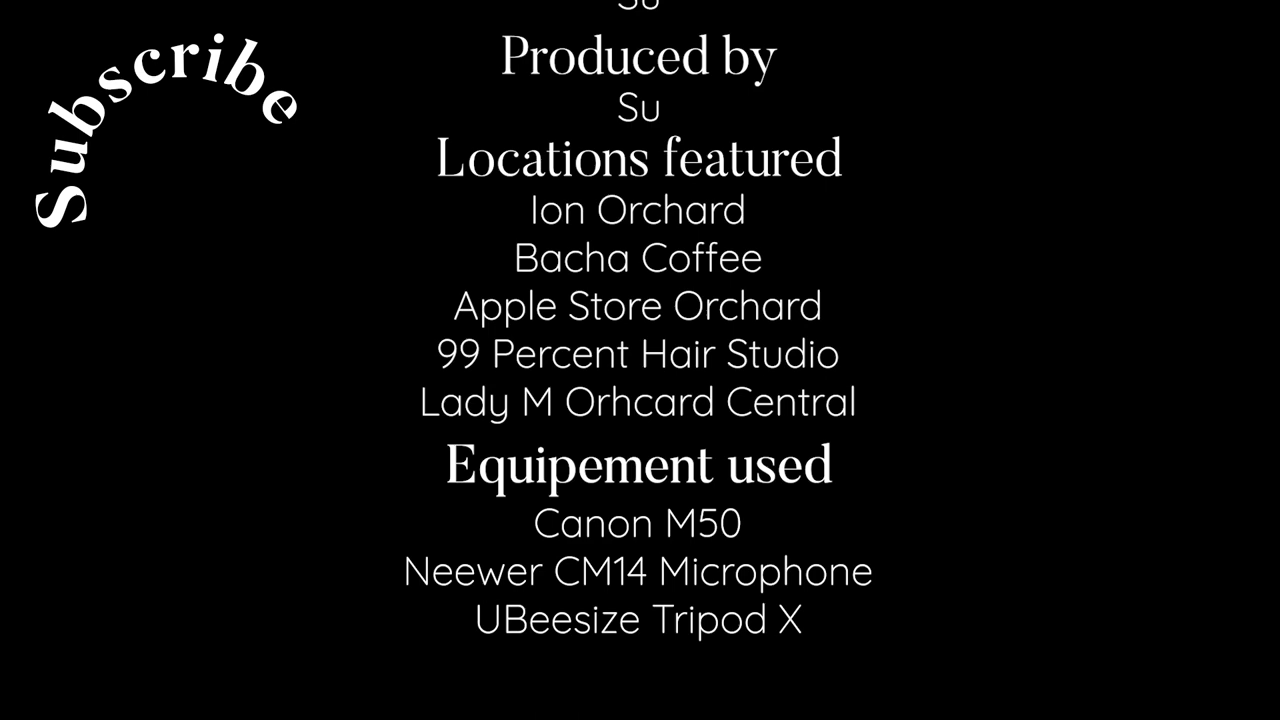 Subscribe
Su
Produced by
Su
Locations featured
Ion Orchard
Bacha Coffee
Apple Store Orchard
99 Percent Hair Studio
Lady M Orhcard Central
Equipement used
Canon M50
Neewer CM14 Microphone
UBeesize Tripod X